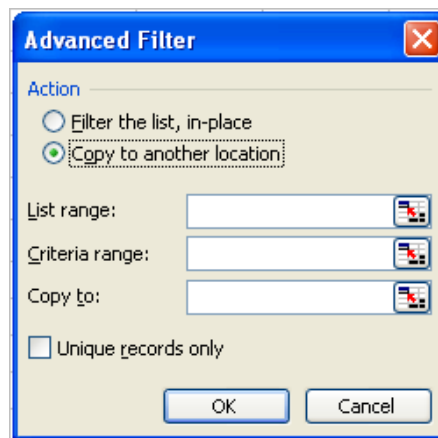 Advanced Filter
Action
Filter the list, in-place
Copy to another location
List range:
Criteria range:
Copy to:
Unique records only
OK Cancel